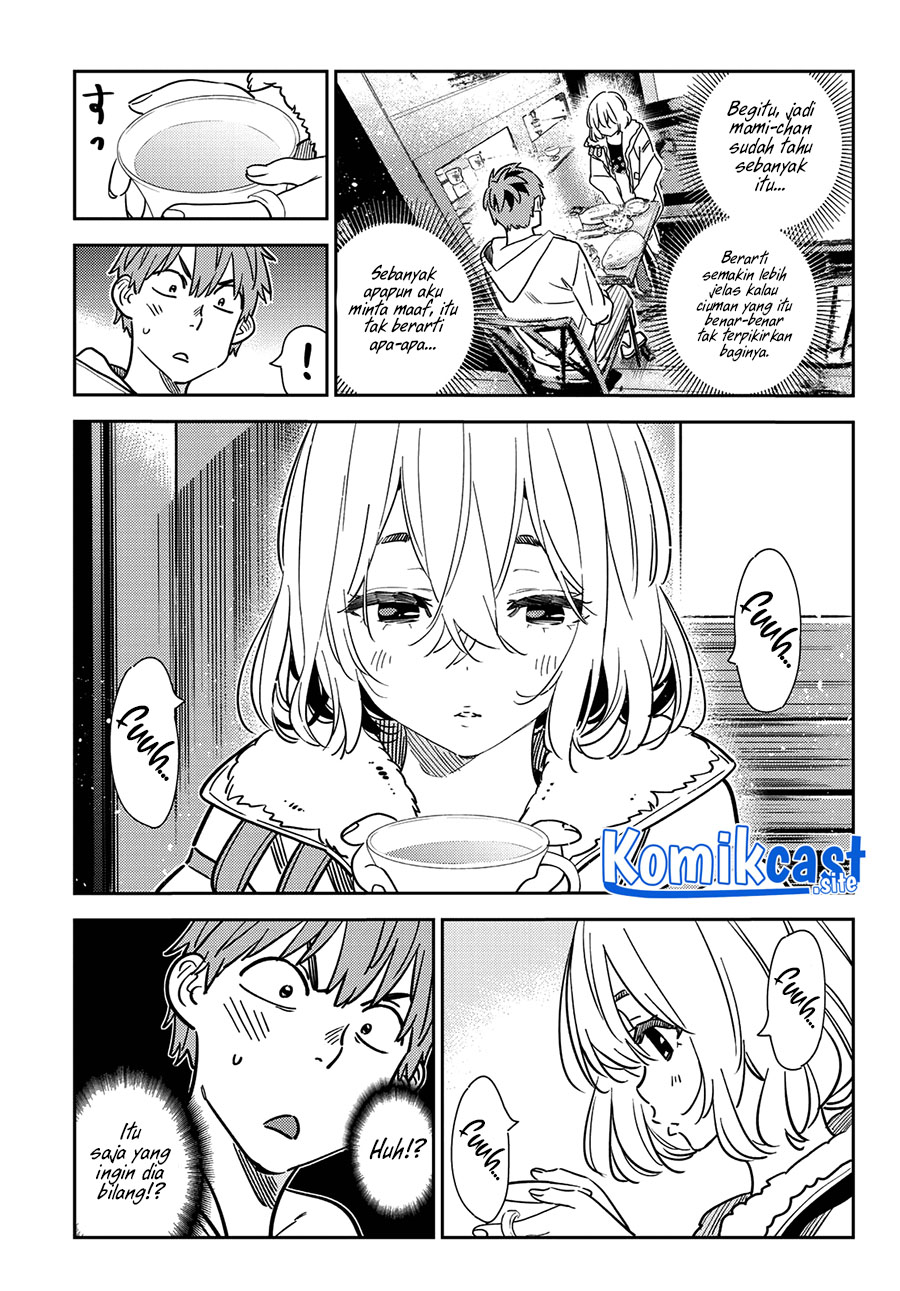 Begitu, jadi
mami-chan
sudah tahu
sebanyak
itu...
Berarti
semakin lebih
jelas kalau
ciuman yang itu
benar-benar
tak terpikirkan
baginya.
Sebanyak
apapun aku
minta maaf, itu
tak berarti
apa-apa...
すっ
!
Fuuh...
Fuuh...
Komikcast
.site
Fuuh...
Fuuh...
Huh!?
Itu
saja yang
ingin dia
bilang!?